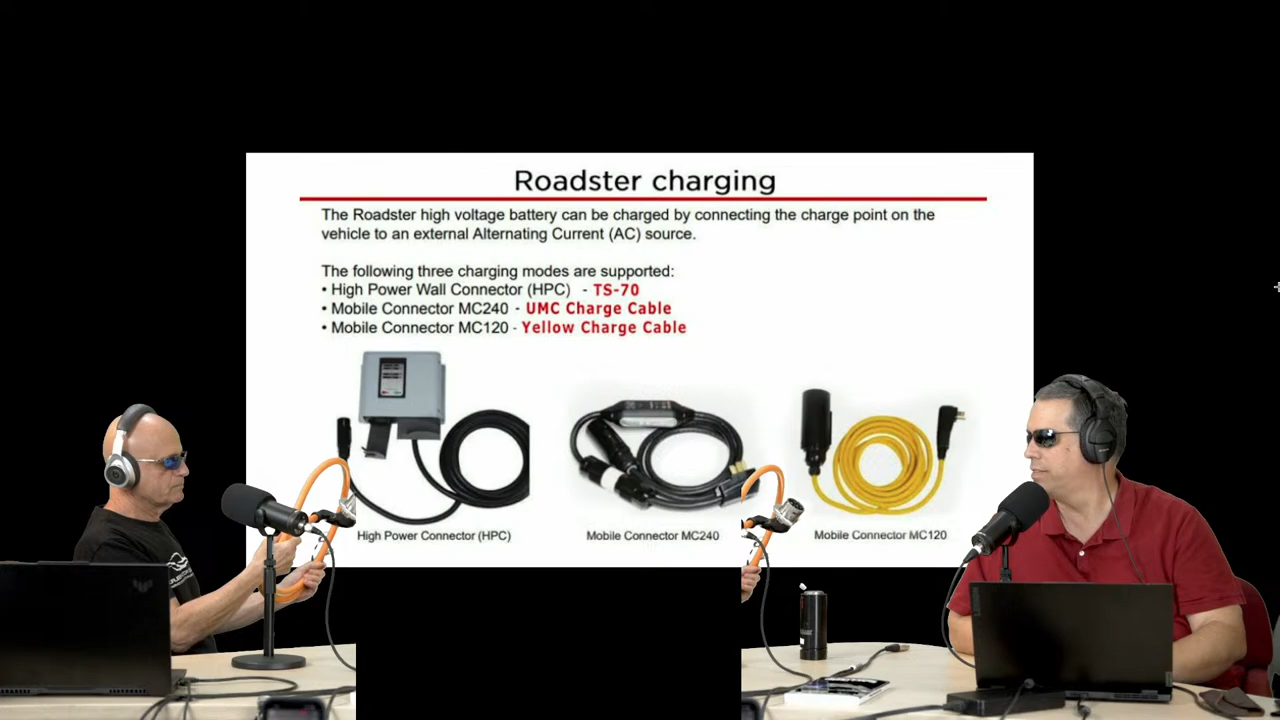 Roadster charging
The Roadster high voltage battery can be charged by connecting the charge point on the
vehicle to an external Alternating Current (AC) source.
The following three charging modes are supported:
• High Power Wall Connector (HPC) - TS-70
• Mobile Connector MC240 - UMC Charge Cable
• Mobile Connector MC120 - Yellow Charge Cable
High Power Connector (HPC)
Mobile Connector MC240
Mobile Connector MC120